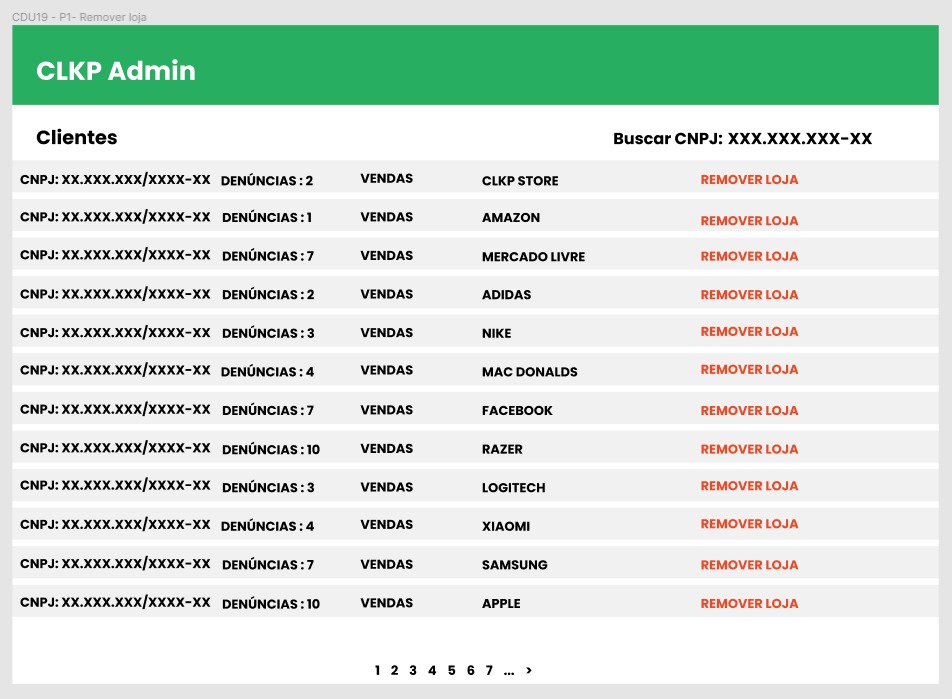 CDU19 - P1- Remover loja
CLKP Admin
Clientes Buscar CNPJ: XXX.XXX.XXX-XX
CNPJ: XX.XXX.XXX/XXXX-XX DENÚNCIAS : 2 VENDAS CLKP STORE REMOVER LOJA
CNPJ: XX.XXX.XXX/XXXX-XX DENÚNCIAS : 1 VENDAS AMAZON REMOVER LOJA
CNPJ: XX.XXX.XXX/XXXX-XX DENÚNCIAS : 7 VENDAS MERCADO LIVRE REMOVER LOJA
CNPJ: XX.XXX.XXX/XXXX-XX DENÚNCIAS : 2 VENDAS ADIDAS REMOVER LOJA
CNPJ: XX.XXX.XXX/XXXX-XX DENÚNCIAS : 3 VENDAS NIKE REMOVER LOJA
CNPJ: XX.XXX.XXX/XXXX-XX DENÚNCIAS : 4 VENDAS MAC DONALDS REMOVER LOJA
CNPJ: XX.XXX.XXX/XXXX-XX DENÚNCIAS : 7 VENDAS FACEBOOK REMOVER LOJA
CNPJ: XX.XXX.XXX/XXXX-XX DENÚNCIAS : 10 VENDAS RAZER REMOVER LOJA
CNPJ: XX.XXX.XXX/XXXX-XX DENÚNCIAS : 3 VENDAS LOGITECH REMOVER LOJA
CNPJ: XX.XXX.XXX/XXXX-XX DENÚNCIAS : 4 VENDAS XIAOMI REMOVER LOJA
CNPJ: XX.XXX.XXX/XXXX-XX DENÚNCIAS : 7 VENDAS SAMSUNG REMOVER LOJA
CNPJ: XX.XXX.XXX/XXXX-XX DENÚNCIAS : 10 VENDAS APPLE REMOVER LOJA
1 2 3 4 5 6 7 ... >